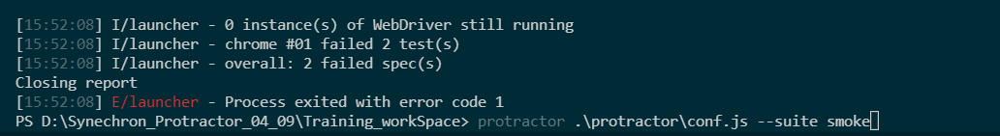 [15:52:08] I/launcher - 0 instance(s) of WebDriver still running
[15:52:08] I/launcher - chrome #01 failed 2 test(s)
[15:52:08] I/launcher - overall: 2 failed spec(s)
Closing report
[15:52:08] E/launcher - Process exited with error code 1
PS D:\Synechron_Protractor_04_09\Training_workSpace> protractor .\protractor\conf.js --suite smoke